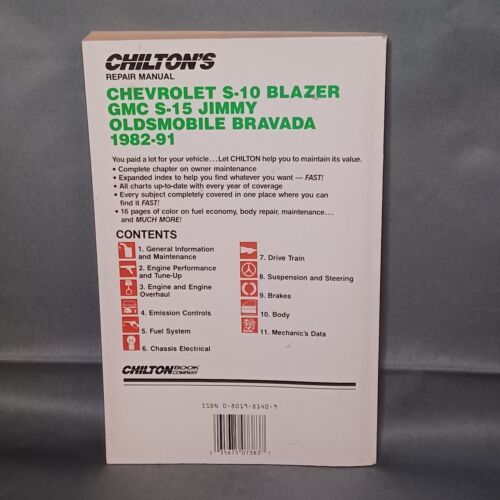 CHILTON'S
REPAIR MANUAL
CHEVROLET S-10 BLAZER
GMC S-15 JIMMY
OLDSMOBILE BRAVADA
1982-91
You paid a lot for your vehicle...Let CHILTON help you to maintain its value.
• Complete chapter on owner maintenance
• Expanded index to help you find whatever you want — FAST!
• All charts up-to-date with every year of coverage
• Every subject completely covered in one place where you can
find it FAST!
• 16 pages of color on fuel economy, body repair, maintenance...
and MUCH MORE!
CONTENTS
1. General Information
and Maintenance
2. Engine Performance
and Tune-Up
3. Engine and Engine
Overhaul
4. Emission Controls
5. Fuel System
6. Chassis Electrical
7. Drive Train
8. Suspension and Steering
9. Brakes
10. Body
11. Mechanic's Data
CHILTON BOOK
COMPANY
ISBN 0-8019-8140-9
35675 07383